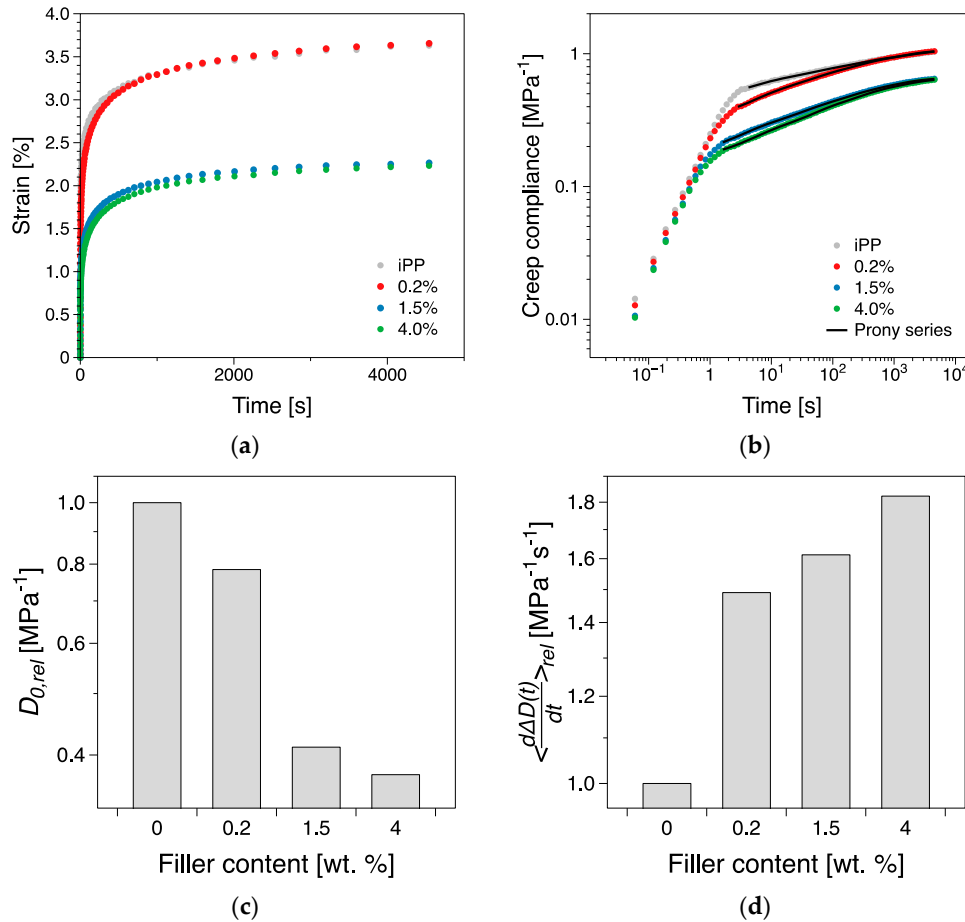 4.0
3.5
3.0
2.5
2.0
1.5
1.0
0.5
0
Strain [%]
iPP
0.2%
1.5%
4.0%
0 2000 4000
Time [s]
(a)
1
0.1
0.01
Creep compliance [MPa⁻¹]
iPP
0.2%
1.5%
4.0%
Prony series
10⁻¹ 1 10¹ 10² 10³ 10⁴
Time [s]
(b)
1.0
0.8
0.6
0.4
D0,rel [MPa⁻¹]
0 0.2 1.5 4
Filler content [wt. %]
(c)
1.8
1.6
1.4
1.2
1.0
<dΔD(t)/dt>rel [MPa⁻¹s⁻¹]
0 0.2 1.5 4
Filler content [wt. %]
(d)